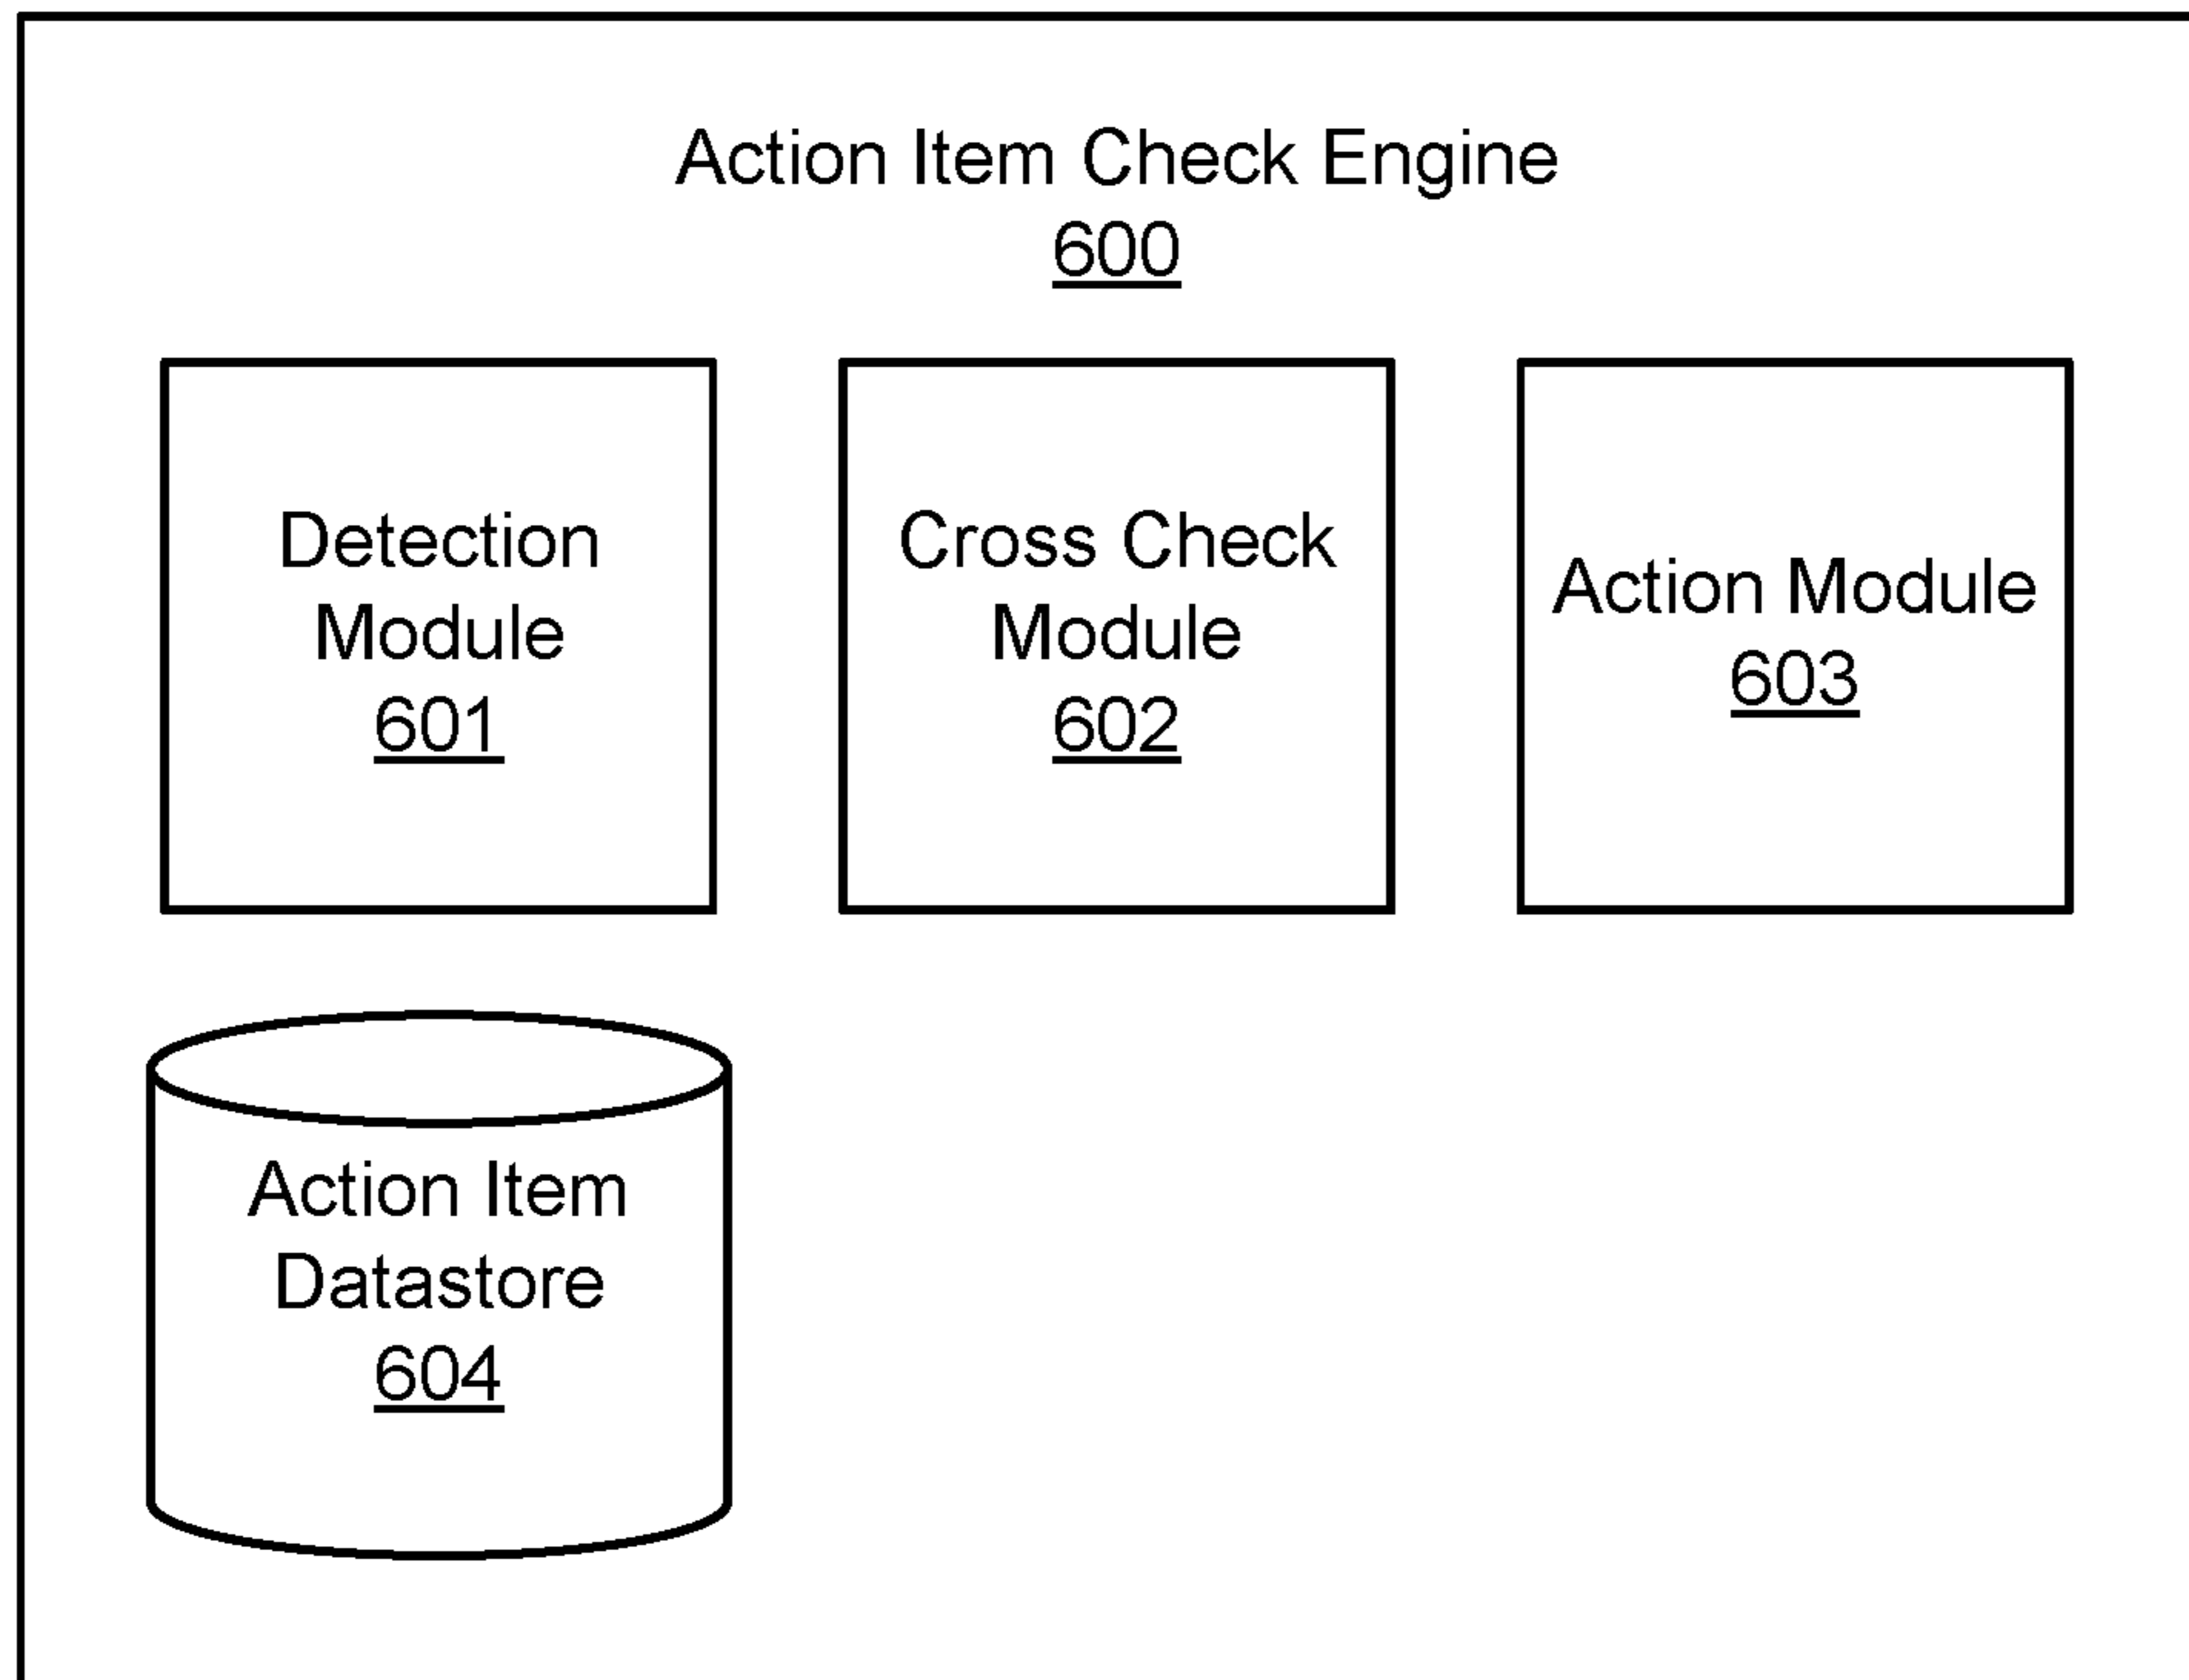 Action Item Check Engine
600
Detection
Module
601
Cross Check
Module
602
Action Module
603
Action Item
Datastore
604